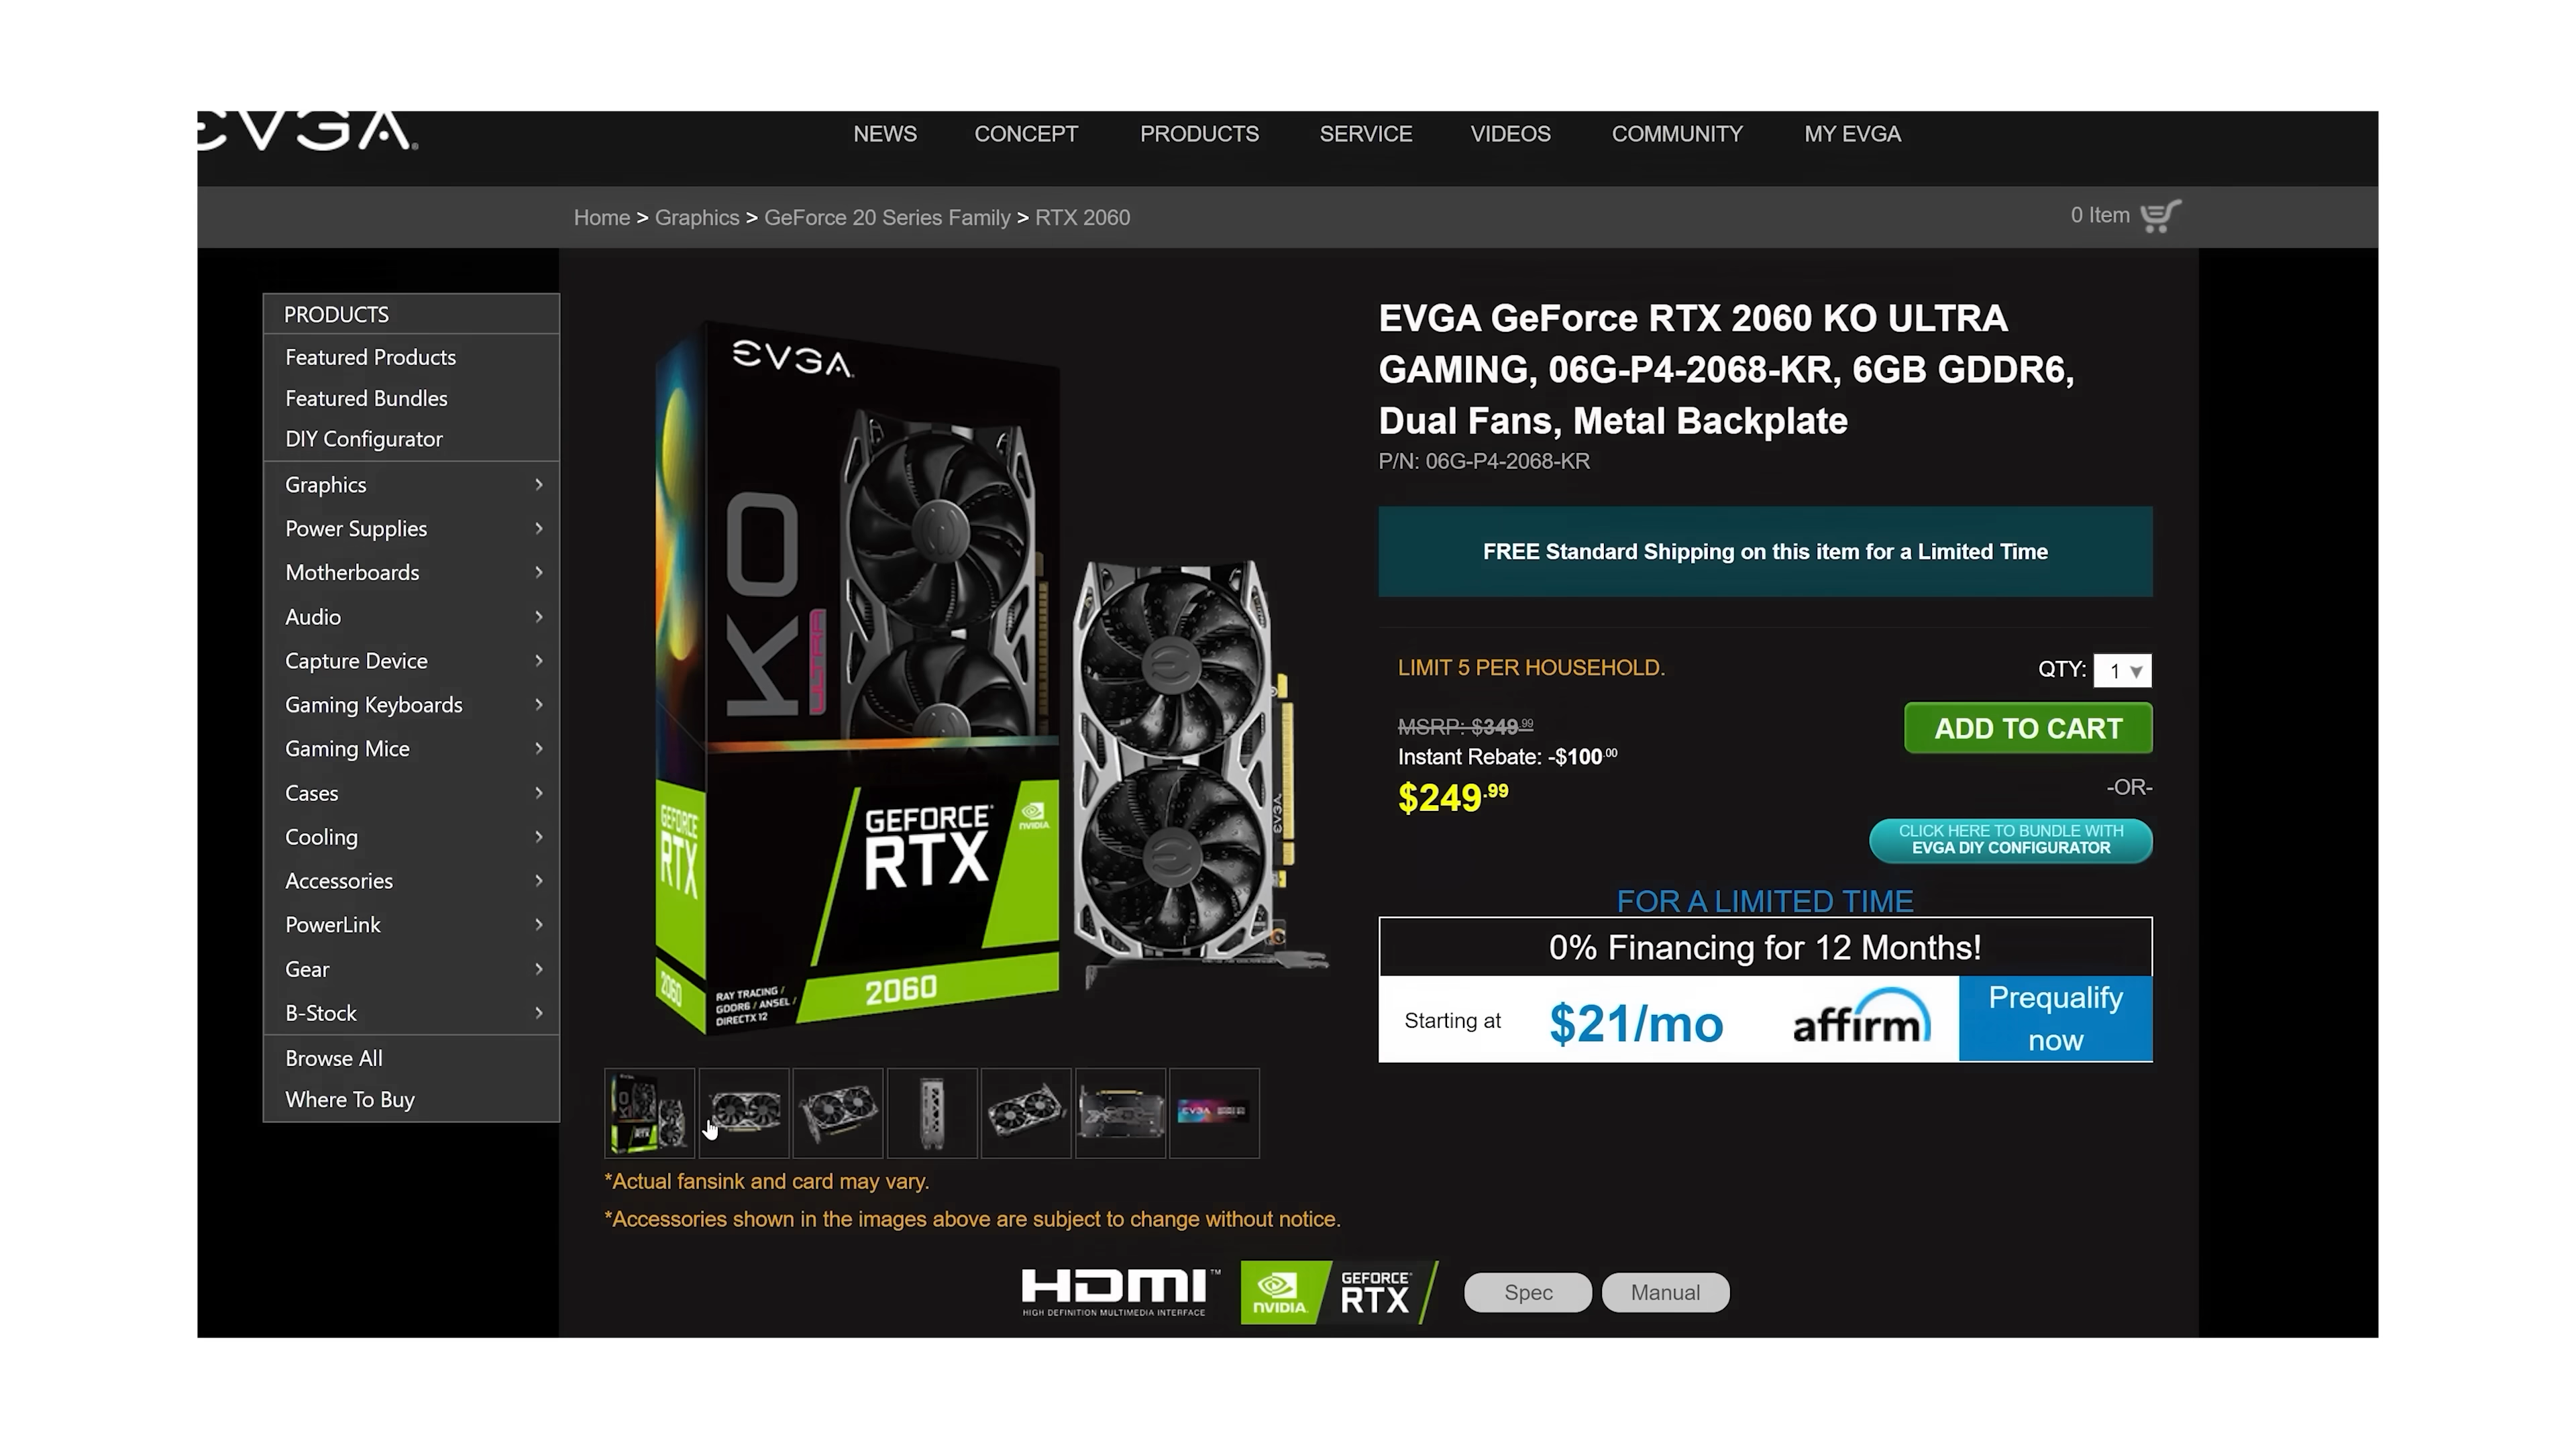 EVGA
NEWS CONCEPT PRODUCTS SERVICE VIDEOS COMMUNITY MY EVGA
Home > Graphics > GeForce 20 Series Family > RTX 2060
0 Item
PRODUCTS
Featured Products
Featured Bundles
DIY Configurator
Graphics
Power Supplies
Motherboards
Audio
Capture Device
Gaming Keyboards
Gaming Mice
Cases
Cooling
Accessories
PowerLink
Gear
B-Stock
Browse All
Where To Buy
EVGA
KO
ULTRA
GEFORCE
RTX
2060
GEFORCE
RTX
NVIDIA
2060
RAY TRACING /
GDDR6 / ANSEL /
DIRECTX 12
EVGA
*Actual fansink and card may vary.
*Accessories shown in the images above are subject to change without notice.
EVGA GeForce RTX 2060 KO ULTRA
GAMING, 06G-P4-2068-KR, 6GB GDDR6,
Dual Fans, Metal Backplate
P/N: 06G-P4-2068-KR
FREE Standard Shipping on this item for a Limited Time
LIMIT 5 PER HOUSEHOLD.
QTY: 1
MSRP: $349.99
Instant Rebate: -$100.00
$249.99
ADD TO CART
-OR-
CLICK HERE TO BUNDLE WITH
EVGA DIY CONFIGURATOR
FOR A LIMITED TIME
0% Financing for 12 Months!
Starting at $21/mo affirm
Prequalify
now
HDMI™
HIGH DEFINITION MULTIMEDIA INTERFACE
NVIDIA.
GEFORCE
RTX
Spec
Manual